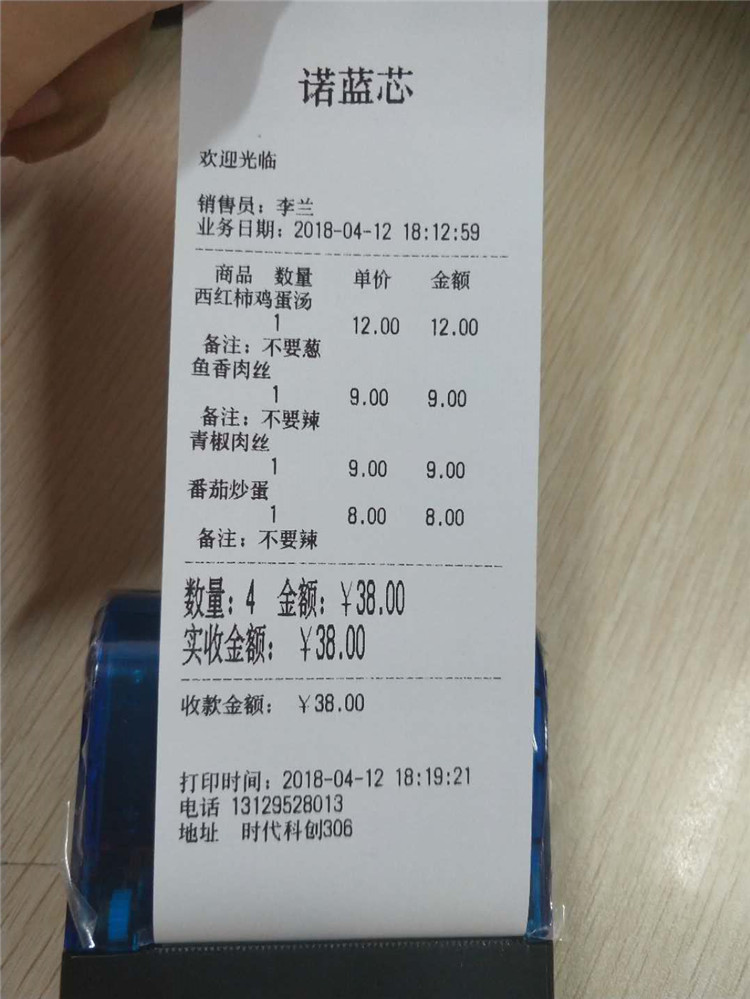 诺蓝芯
欢迎光临
销售员：李兰
业务日期：2018-04-12 18:12:59
商品 数量 单价 金额
西红柿鸡蛋汤
1 12.00 12.00
备注：不要葱
鱼香肉丝
1 9.00 9.00
备注：不要辣
青椒肉丝
1 9.00 9.00
番茄炒蛋
1 8.00 8.00
备注：不要辣
数量：4 金额：￥38.00
实收金额： ￥38.00
收款金额： ￥38.00
打印时间：2018-04-12 18:19:21
电话 13129528013
地址 时代科创306